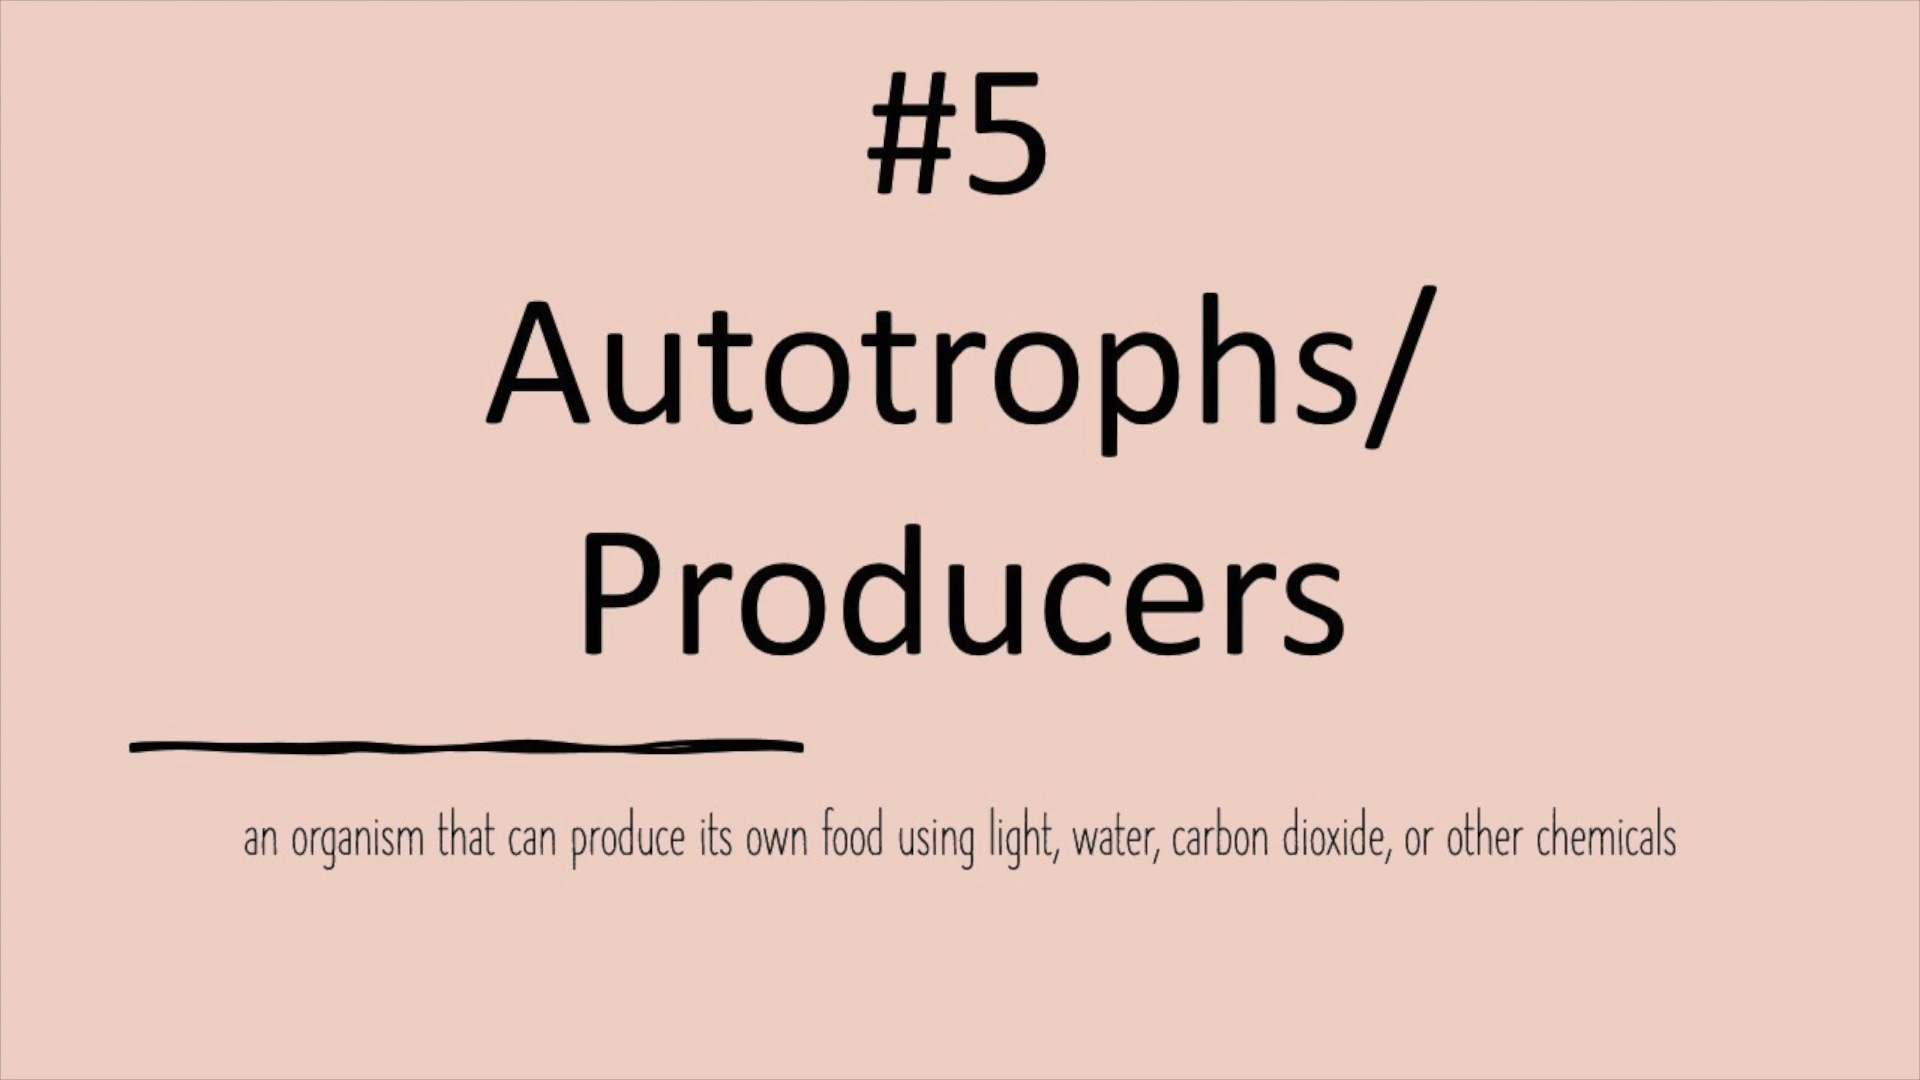 #5
Autotrophs/
Producers
an organism that can produce its own food using light, water, carbon dioxide, or other chemicals